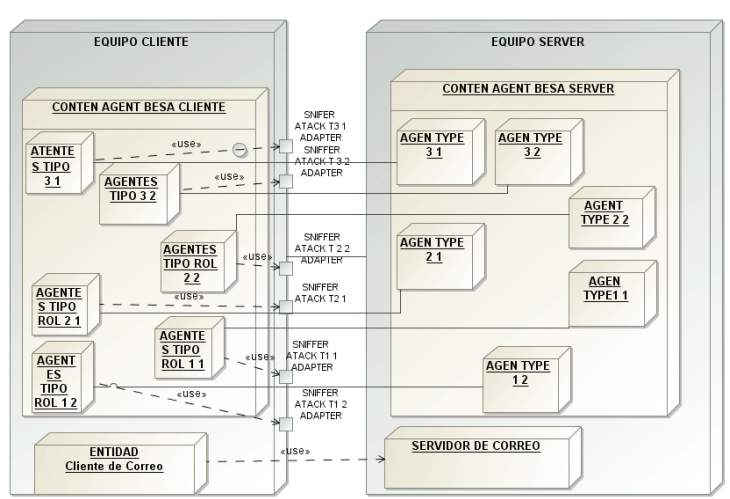 EQUIPO CLIENTE
CONTEN AGENT BESA CLIENTE
ATENTE
S TIPO
3 1
AGENTES
TIPO 3 2
AGENTES
TIPO ROL
2 2
AGENTE
S TIPO
ROL 2 1
AGENTE
S TIPO
ROL 1 1
AGENT
ES
TIPO
ROL 1 2
ENTIDAD
Cliente de Correo
«use»
«use»
«use»
«use»
«use»
«use»
«use»
SNIFER
ATACK T3 1
ADAPTER
SNIFFER
ATACK T 3 2
ADAPTER
SNIFFER
ATACK T 2 2
ADAPTER
SNIFFER
ATACK T2 1
SNIFFER
ATACK T1 1
ADAPTER
SNIFFER
ATACK T1 2
ADAPTER
EQUIPO SERVER
CONTEN AGENT BESA SERVER
AGEN TYPE
3 1
AGEN TYPE
3 2
AGENT
TYPE 2 2
AGEN TYPE
2 1
AGEN
TYPE1 1
AGEN TYPE
1 2
SERVIDOR DE CORREO